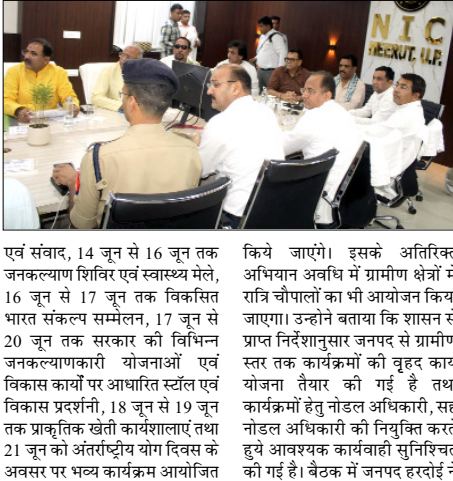 NIC
MEERUT, U.P.
एवं संवाद, 14 जून से 16 जून तक
जनकल्याण शिविर एवं स्वास्थ्य मेले,
16 जून से 17 जून तक विकसित
भारत संकल्प सम्मेलन, 17 जून से
20 जून तक सरकार की विभिन्न
जनकल्याणकारी योजनाओं एवं
विकास कार्यों पर आधारित स्टॉल एवं
विकास प्रदर्शनी, 18 जून से 19 जून
तक प्राकृतिक खेती कार्यशालाएं तथा
21 जून को अंतर्राष्ट्रीय योग दिवस के
अवसर पर भव्य कार्यक्रम आयोजित
किये जाएंगे। इसके अतिरिक्त
अभियान अवधि में ग्रामीण क्षेत्रों में
रात्रि चौपालों का भी आयोजन किया
जाएगा। उन्होने बताया कि शासन से
प्राप्त निर्देशानुसार जनपद से ग्रामीण
स्तर तक कार्यक्रमों की वृहद कार्य
योजना तैयार की गई है तथा
कार्यक्रमों हेतु नोडल अधिकारी, सह
नोडल अधिकारी की नियुक्ति करते
हुये आवश्यक कार्यवाही सुनिश्चित
की गई है। बैठक में जनपद हरदोई ने